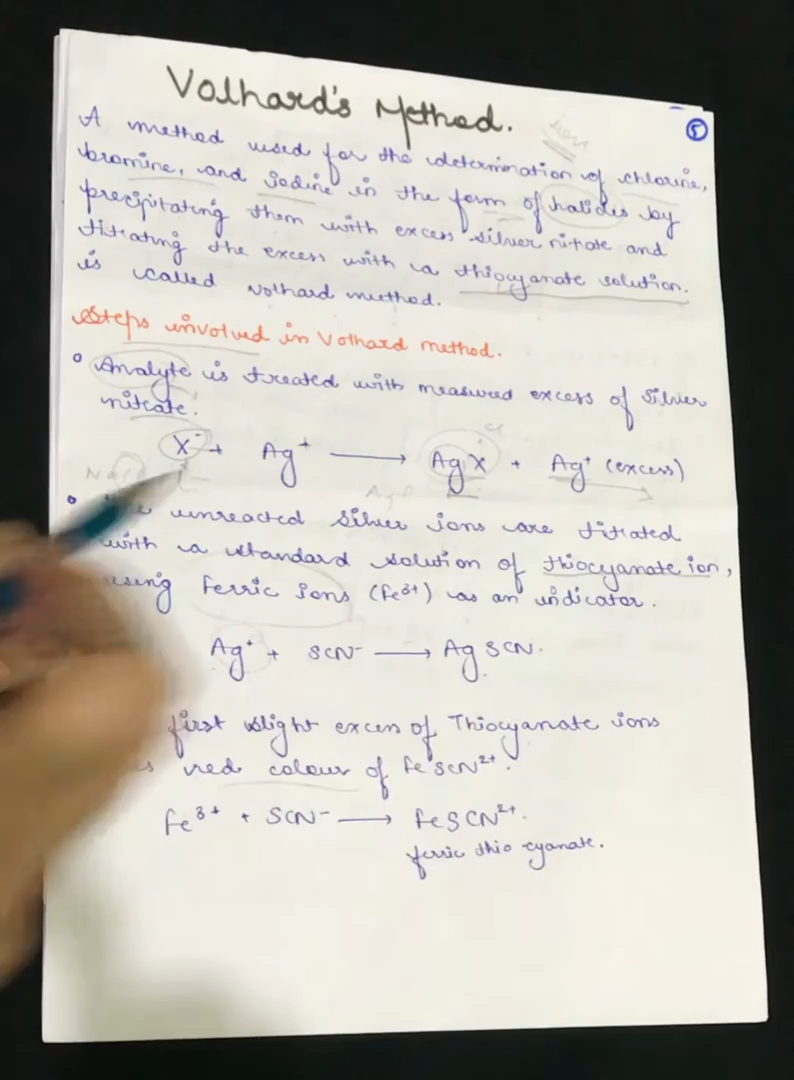 Volhard's Method.
5
A method used for the determination of chlorine,
bromine, and iodine in the form of halides by
precipitating them with excess silver nitrate and
titrating the excess with a thiocyanate solution.
is called volhard method.
Steps involved in Volhard method.
Analyte is treated with measured excess of silver
nitrate.
X⁻ + Ag⁺ → AgX + Ag⁺ (excess)
unreacted silver ions are titrated
with a standard solution of thiocyanate ion,
using Ferric ions (Fe³⁺) as an indicator.
Ag⁺ + SCN⁻ → AgSCN.
first slight excess of Thiocyanate ions
red colour of FeSCN²⁺.
Fe³⁺ + SCN⁻ → FeSCN²⁺.
ferric thio cyanate.